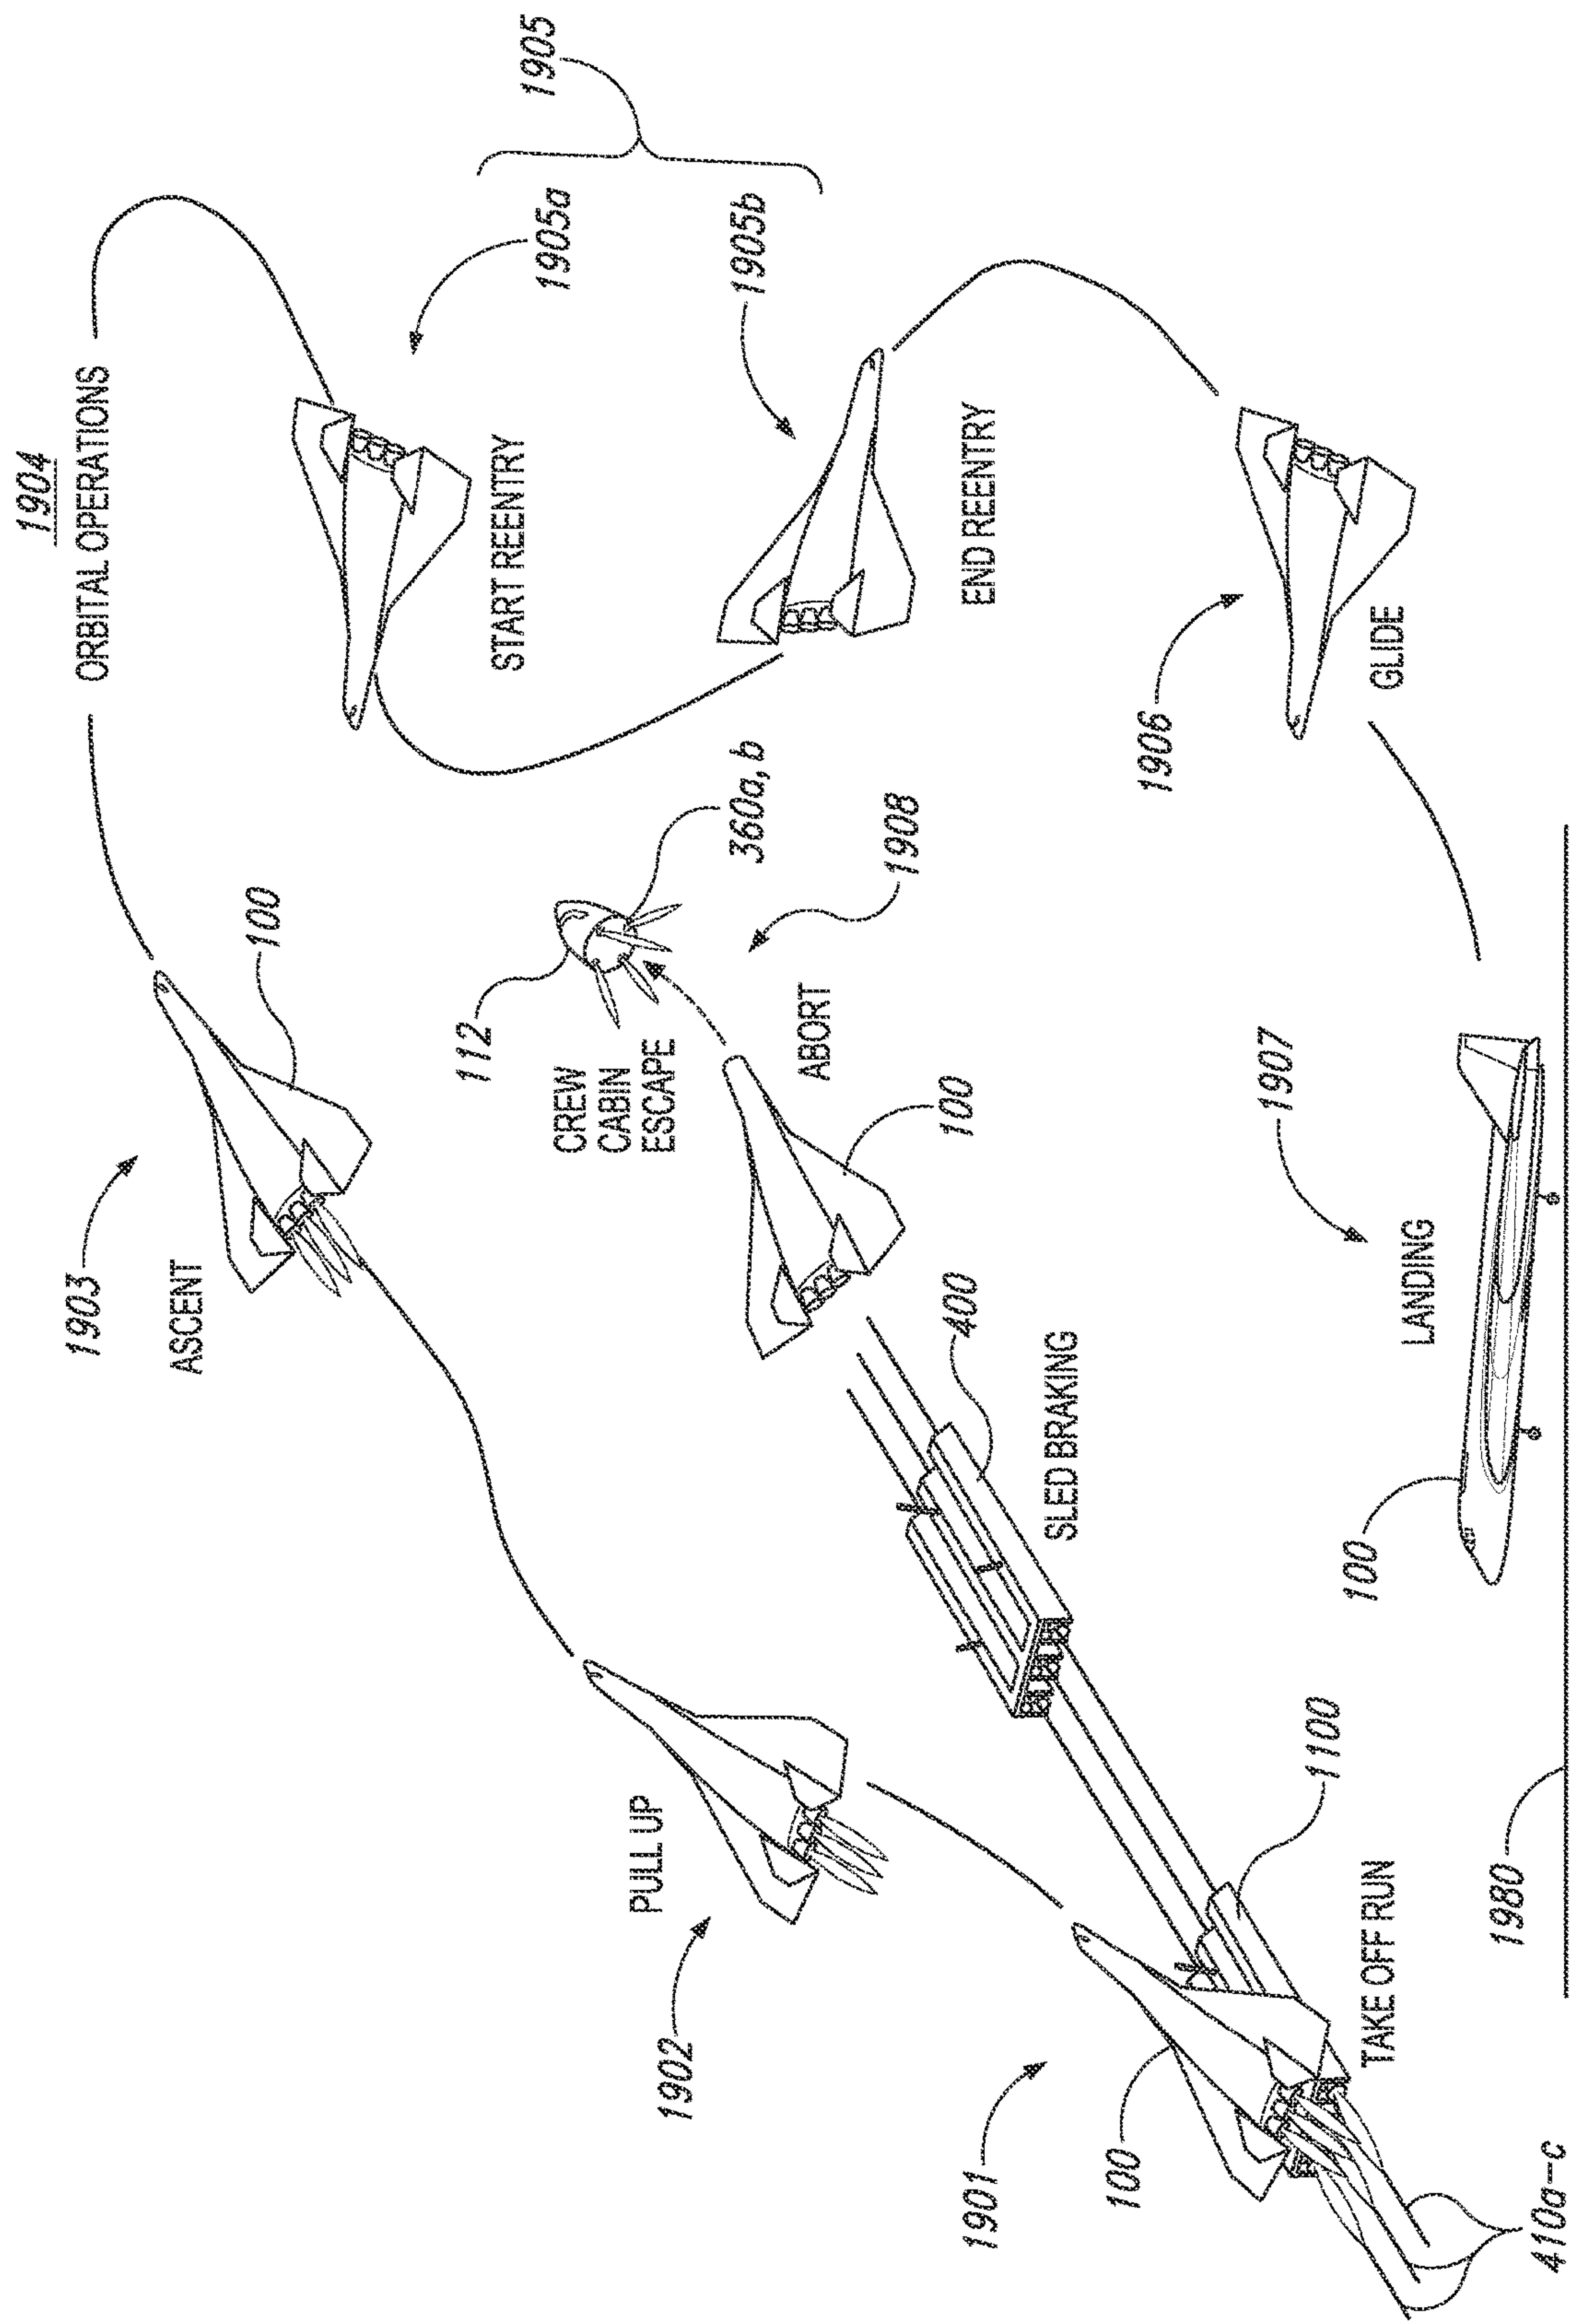 1904
ORBITAL OPERATIONS
1903
ASCENT
100
START REENTRY
1905a
1905
1905b
END REENTRY
112
CREW
CABIN
ESCAPE
360a, b
1908
ABORT
100
PULL UP
1902
400
SLED BRAKING
1906
GLIDE
1901
100
1100
TAKE OFF RUN
410a-c
1907
LANDING
100
1980